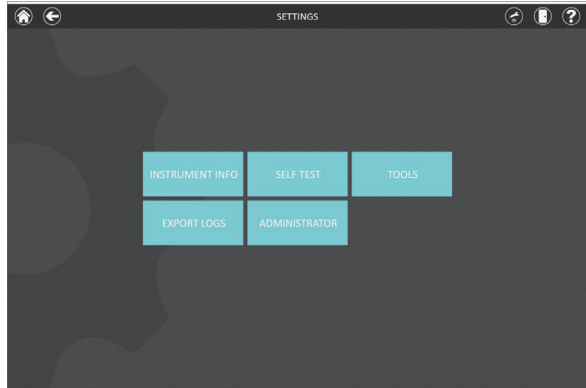 SETTINGS
?
INSTRUMENT INFO
SELF TEST
TOOLS
EXPORT LOGS
ADMINISTRATOR